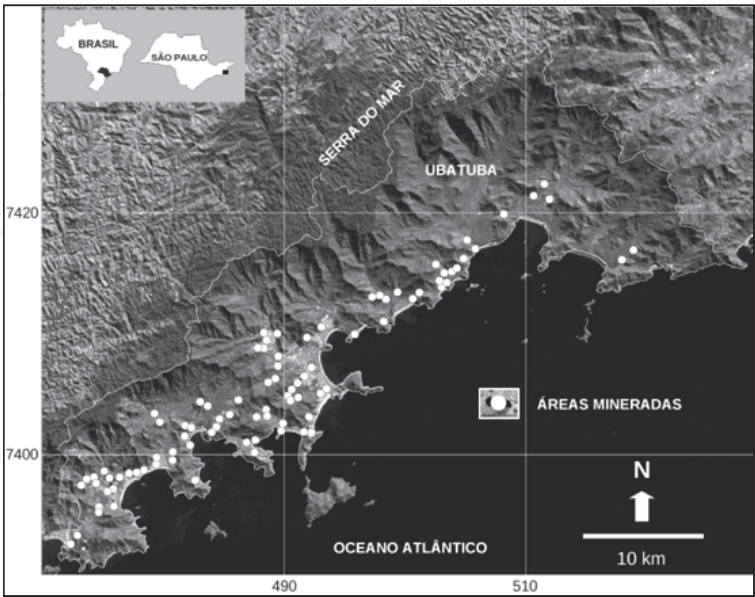 BRASIL
SÃO PAULO
SERRA DO MAR
UBATUBA
7420
ÁREAS MINERADAS
7400
N
10 km
OCEANO ATLÂNTICO
490
510